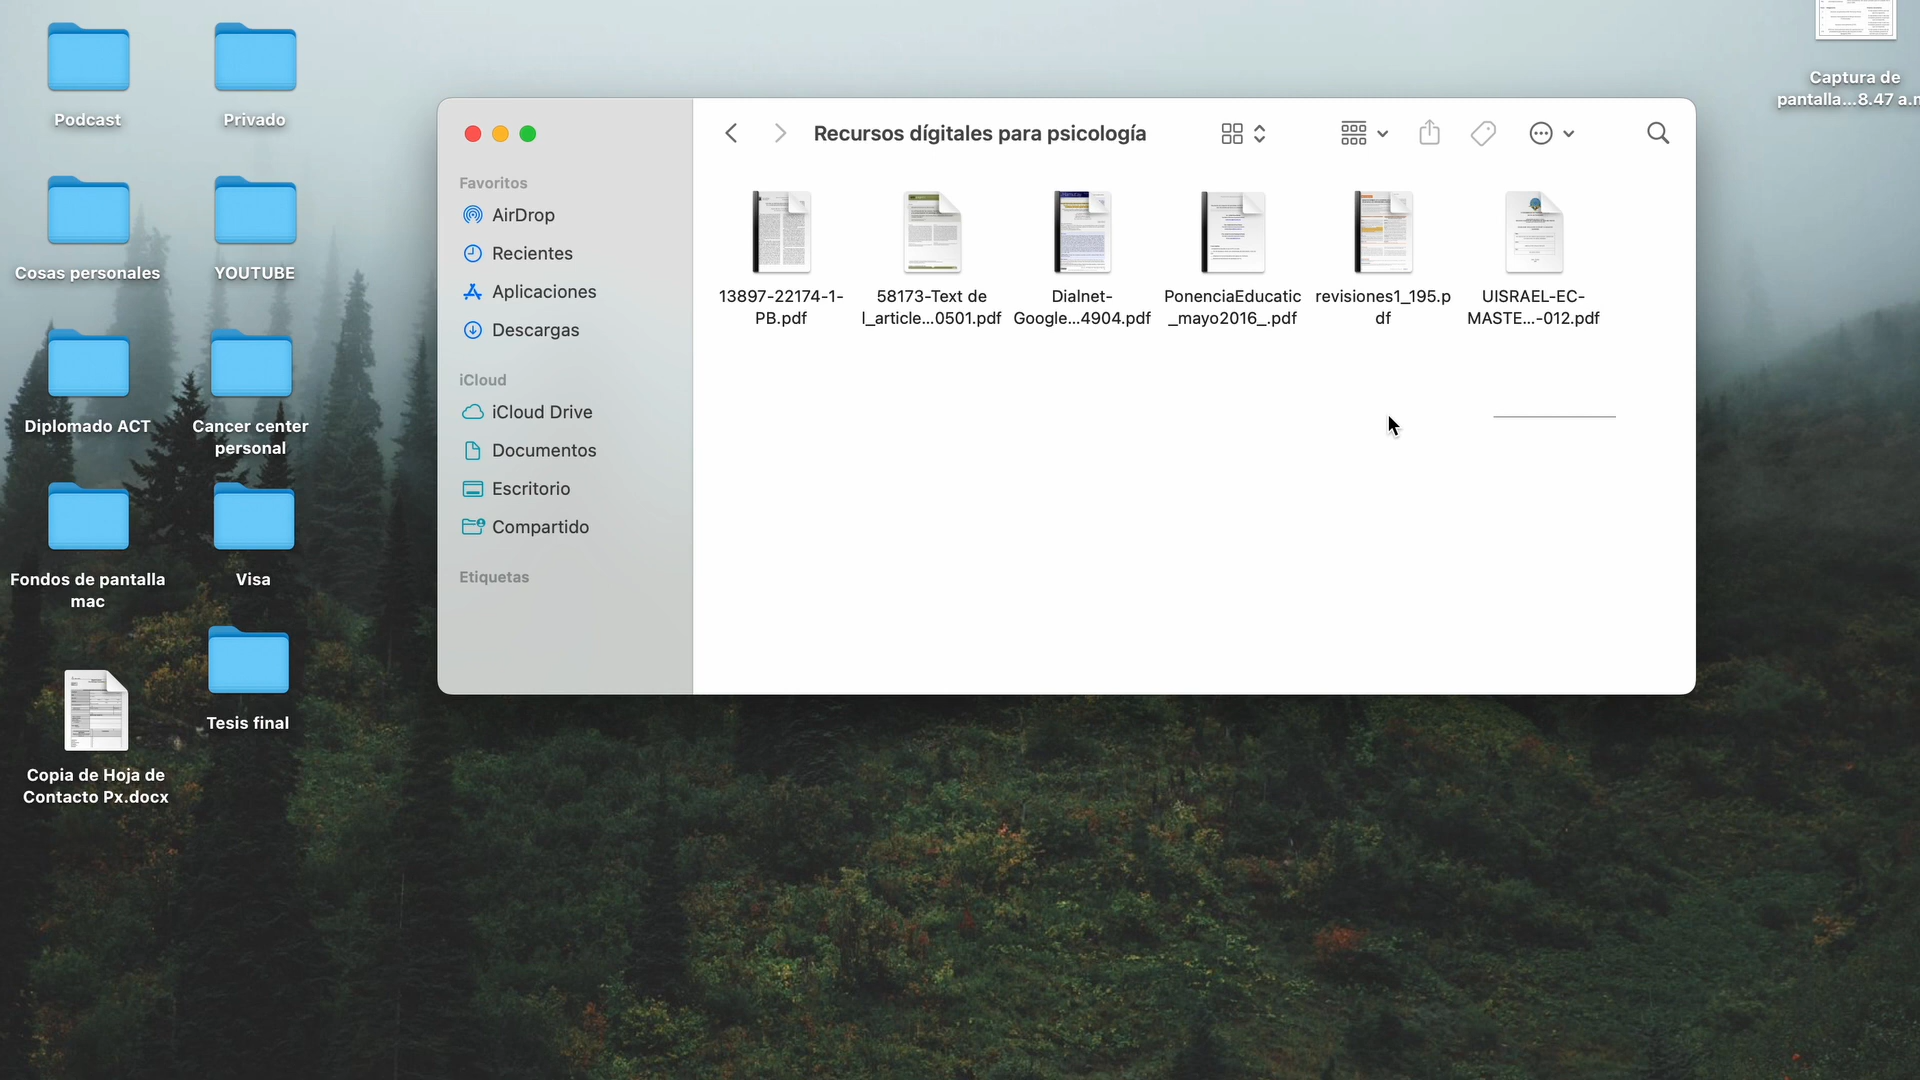 Podcast
Privado
Cosas personales
YOUTUBE
Diplomado ACT
Cancer center
personal
Fondos de pantalla
mac
Visa
Tesis final
Copia de Hoja de
Contacto Px.docx
Favoritos
AirDrop
Recientes
Aplicaciones
Descargas
iCloud
iCloud Drive
Documentos
Escritorio
Compartido
Etiquetas
Recursos dígitales para psicología
13897-22174-1-
PB.pdf
58173-Text de
l_article...0501.pdf
Dialnet-
Google...4904.pdf
PonenciaEducatic
_mayo2016_.pdf
revisiones1_195.p
df
UISRAEL-EC-
MASTE...-012.pdf
Captura de
pantalla...8.47 a.m